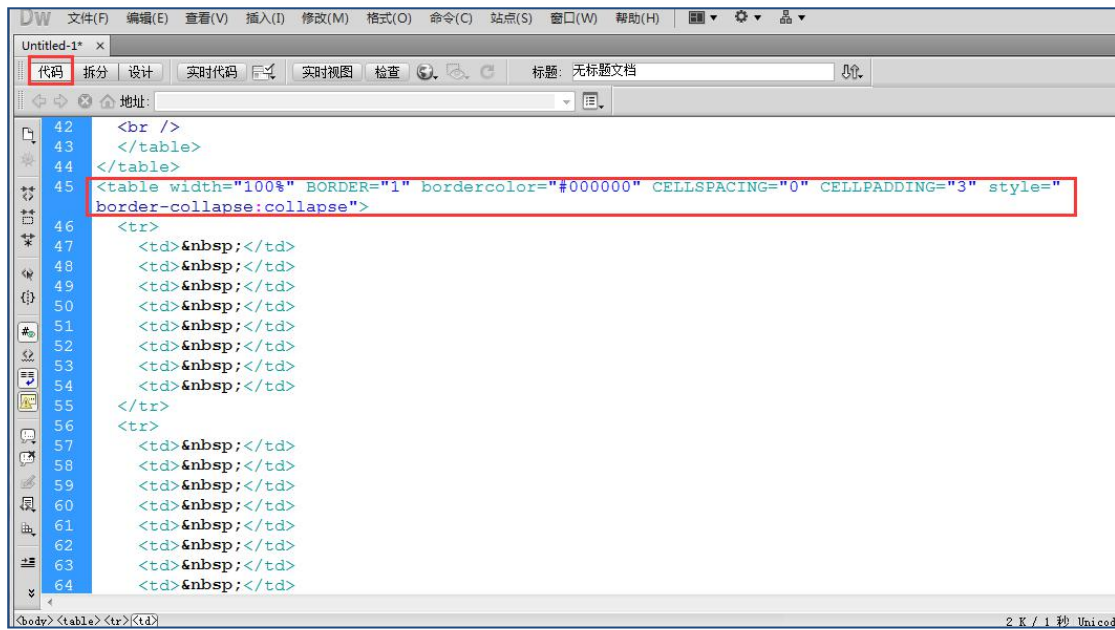 DW 文件(F) 编辑(E) 查看(V) 插入(I) 修改(M) 格式(O) 命令(C) 站点(S) 窗口(W) 帮助(H)
Untitled-1* ×
代码 拆分 设计 实时代码 实时视图 检查 标题: 无标题文档
地址:
42 <br />
43 </table>
44 </table>
45 <table width="100%" BORDER="1" bordercolor="#000000" CELLSPACING="0" CELLPADDING="3" style="
border-collapse:collapse">
46 <tr>
47 <td>&nbsp;</td>
48 <td>&nbsp;</td>
49 <td>&nbsp;</td>
50 <td>&nbsp;</td>
51 <td>&nbsp;</td>
52 <td>&nbsp;</td>
53 <td>&nbsp;</td>
54 <td>&nbsp;</td>
55 </tr>
56 <tr>
57 <td>&nbsp;</td>
58 <td>&nbsp;</td>
59 <td>&nbsp;</td>
60 <td>&nbsp;</td>
61 <td>&nbsp;</td>
62 <td>&nbsp;</td>
63 <td>&nbsp;</td>
64 <td>&nbsp;</td>
<body> <table> <tr> <td> 2 K / 1 秒 Unicod